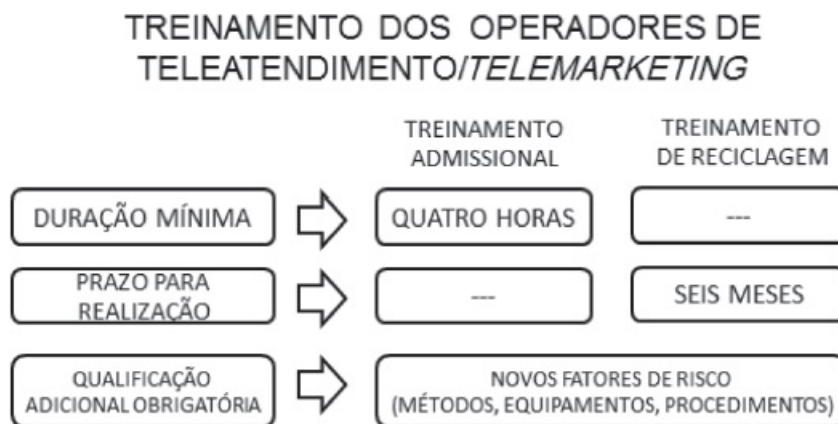 TREINAMENTO DOS OPERADORES DE
TELEATENDIMENTO/TELEMARKETING
TREINAMENTO
ADMISSIONAL
TREINAMENTO
DE RECICLAGEM
DURAÇÃO MÍNIMA
QUATRO HORAS
---
PRAZO PARA
REALIZAÇÃO
---
SEIS MESES
QUALIFICAÇÃO
ADICIONAL OBRIGATÓRIA
NOVOS FATORES DE RISCO
(MÉTODOS, EQUIPAMENTOS, PROCEDIMENTOS)